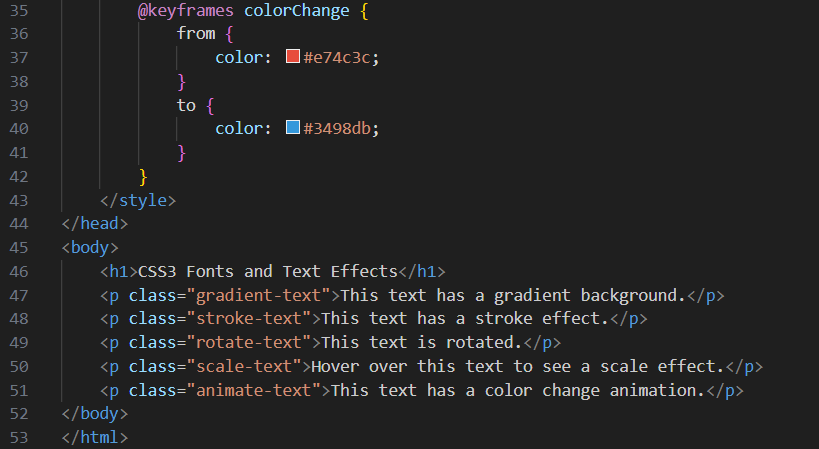 35 @keyframes colorChange {
36 from {
37 color: #e74c3c;
38 }
39 to {
40 color: #3498db;
41 }
42 }
43 </style>
44 </head>
45 <body>
46 <h1>CSS3 Fonts and Text Effects</h1>
47 <p class="gradient-text">This text has a gradient background.</p>
48 <p class="stroke-text">This text has a stroke effect.</p>
49 <p class="rotate-text">This text is rotated.</p>
50 <p class="scale-text">Hover over this text to see a scale effect.</p>
51 <p class="animate-text">This text has a color change animation.</p>
52 </body>
53 </html>